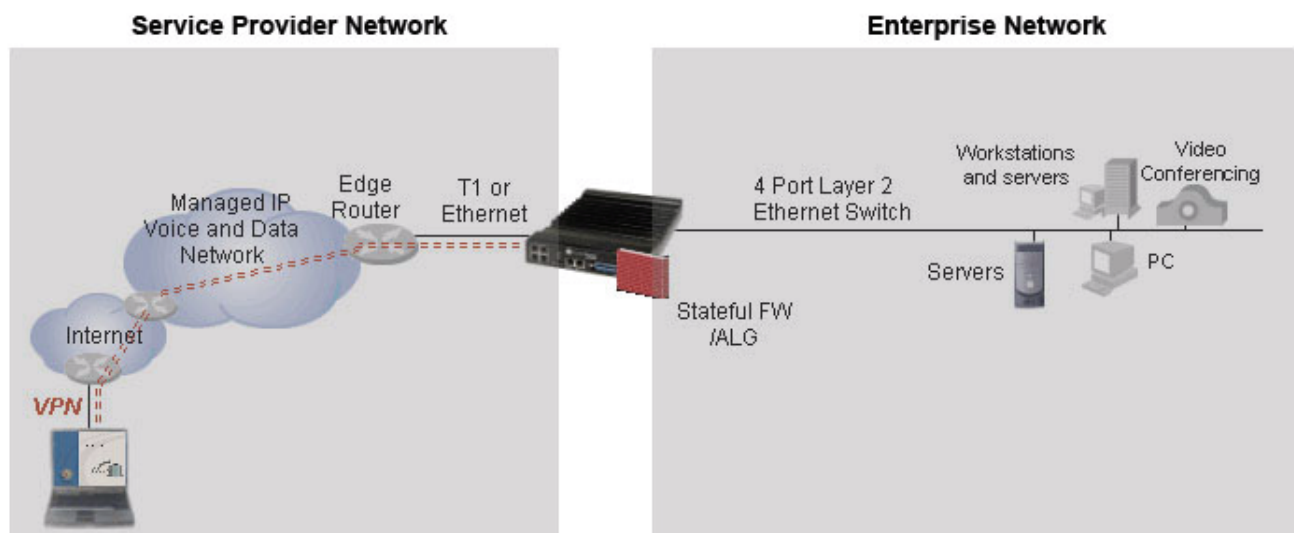 Service Provider Network
Enterprise Network
Managed IP
Voice and Data
Network
Edge
Router
T1 or
Ethernet
Internet
VPN
4 Port Layer 2
Ethernet Switch
Stateful FW
/ALG
Workstations
and servers
Video
Conferencing
Servers
PC